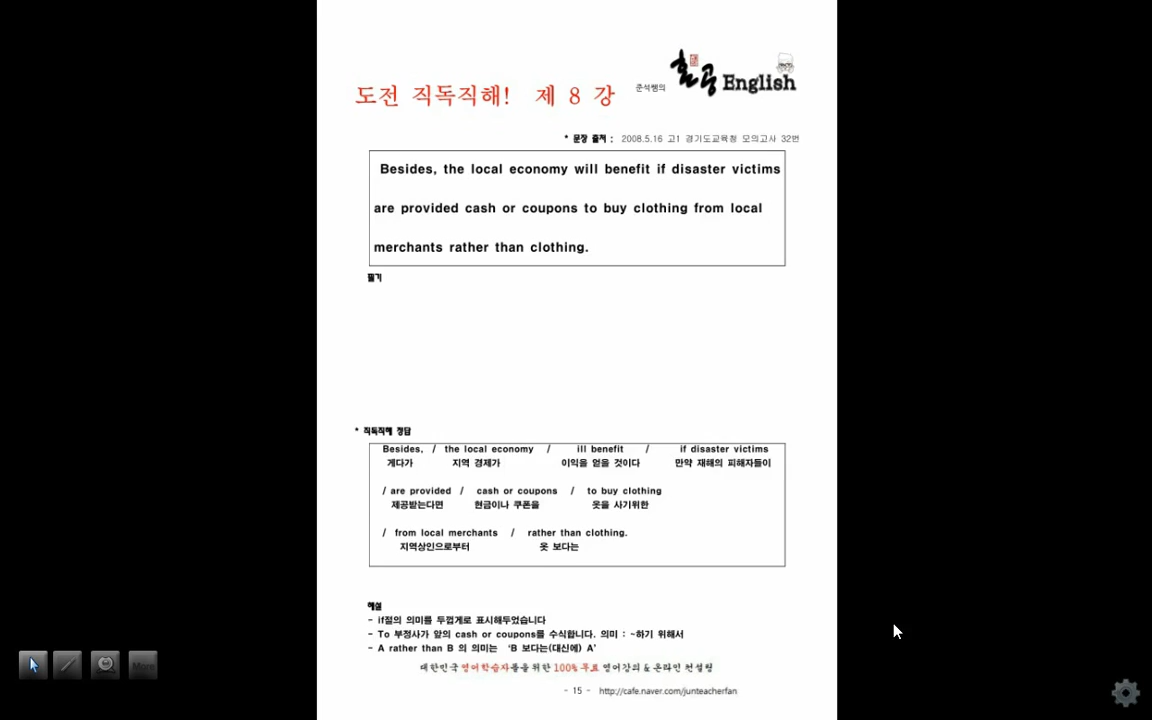 준석쌤의 혼공 English
도전 직독직해! 제 8 강
* 문장 출처 : 2008.5.16 고1 경기도교육청 모의고사 32번
Besides, the local economy will benefit if disaster victims
are provided cash or coupons to buy clothing from local
merchants rather than clothing.
필기
* 직독직해 정답
Besides, / the local economy / ill benefit / if disaster victims
게다가 지역 경제가 이익을 얻을 것이다 만약 재해의 피해자들이
/ are provided / cash or coupons / to buy clothing
제공받는다면 현금이나 쿠폰을 옷을 사기위한
/ from local merchants / rather than clothing.
지역상인으로부터 옷 보다는
해설
- if절의 의미를 두껍게로 표시해두었습니다
- To 부정사가 앞의 cash or coupons를 수식합니다. 의미 : ~하기 위해서
- A rather than B 의 의미는 ‘B 보다는(대신에) A’
대한민국 영어학습자들을 위한 100% 무료 영어강의 & 온라인 컨설팅
- 15 - http://cafe.naver.com/junteacherfan
More